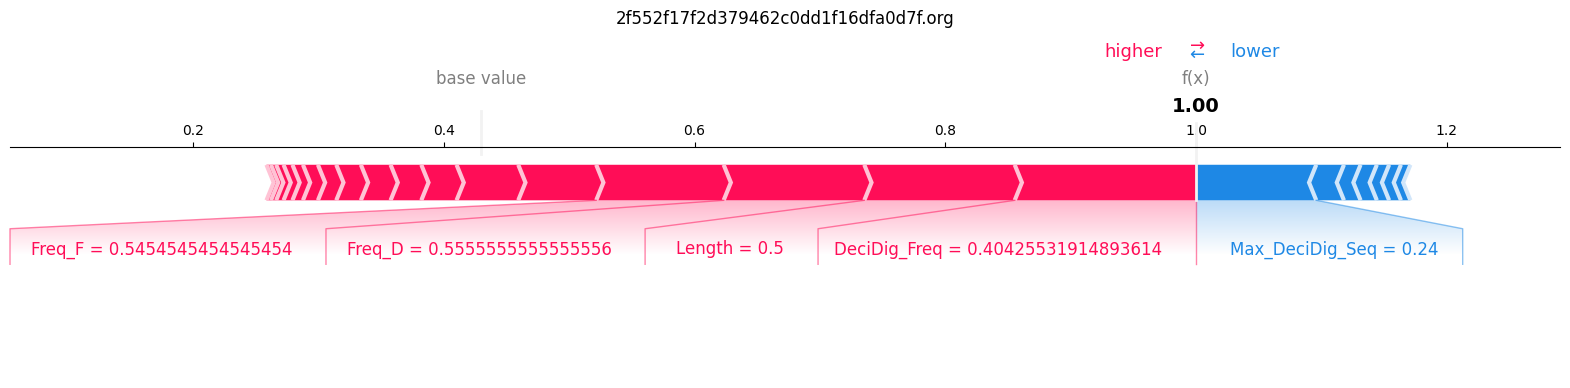 2f552f17f2d379462c0dd1f16dfa0d7f.org
higher ⇄ lower
base value f(x)
1.00
0.2 0.4 0.6 0.8 1.0 1.2
Freq_F = 0.5454545454545454 Freq_D = 0.5555555555555556 Length = 0.5 DeciDig_Freq = 0.40425531914893614 Max_DeciDig_Seq = 0.24